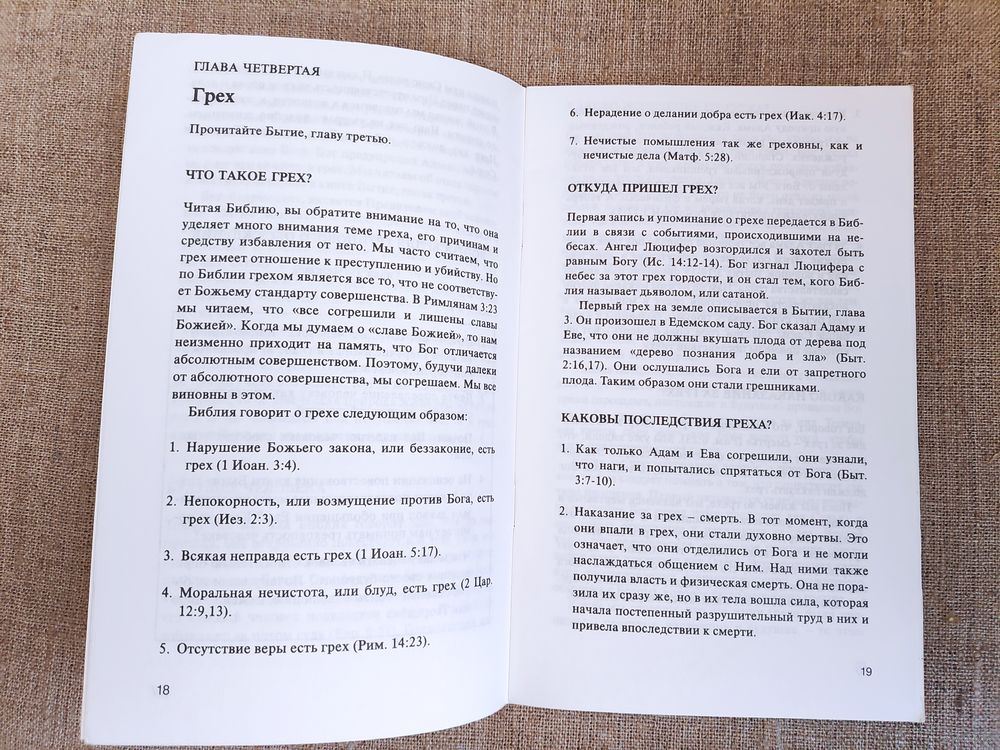 ГЛАВА ЧЕТВЕРТАЯ
Грех
Прочитайте Бытие, главу третью.
ЧТО ТАКОЕ ГРЕХ?
Читая Библию, вы обратите внимание на то, что она
уделяет много внимания теме греха, его причинам и
средству избавления от него. Мы часто считаем, что
грех имеет отношение к преступлению и убийству. Но
по Библии грехом является все то, что не соответству-
ет Божьему стандарту совершенства. В Римлянам 3:23
мы читаем, что «все согрешили и лишены славы
Божией». Когда мы думаем о «славе Божией», то нам
неизменно приходит на память, что Бог отличается
абсолютным совершенством. Поэтому, будучи далеки
от абсолютного совершенства, мы согрешаем. Мы все
виновны в этом.
Библия говорит о грехе следующим образом:
1. Нарушение Божьего закона, или беззаконие, есть
грех (1 Иоан. 3:4).
2. Непокорность, или возмущение против Бога, есть
грех (Иез. 2:3).
3. Всякая неправда есть грех (1 Иоан. 5:17).
4. Моральная нечистота, или блуд, есть грех (2 Цар.
12:9,13).
5. Отсутствие веры есть грех (Рим. 14:23).
18
6. Нерадение о делании добра есть грех (Иак. 4:17).
7. Нечистые помышления так же греховны, как и
нечистые дела (Матф. 5:28).
ОТКУДА ПРИШЕЛ ГРЕХ?
Первая запись и упоминание о грехе передается в Биб-
лии в связи с событиями, происходившими на не-
бесах. Ангел Люцифер возгордился и захотел быть
равным Богу (Ис. 14:12-14). Бог изгнал Люцифера с
небес за этот грех гордости, и он стал тем, кого Биб-
лия называет дьяволом, или сатаной.
Первый грех на земле описывается в Бытии, глава
3. Он произошел в Едемском саду. Бог сказал Адаму и
Еве, что они не должны вкушать плода от дерева под
названием «дерево познания добра и зла» (Быт.
2:16,17). Они ослушались Бога и ели от запретного
плода. Таким образом они стали грешниками.
КАКОВЫ ПОСЛЕДСТВИЯ ГРЕХА?
1. Как только Адам и Ева согрешили, они узнали,
что наги, и попытались спрятаться от Бога (Быт.
3:7-10).
2. Наказание за грех – смерть. В тот момент, когда
они впали в грех, они стали духовно мертвы. Это
означает, что они отделились от Бога и не могли
наслаждаться общением с Ним. Над ними также
получила власть и физическая смерть. Она не пора-
зила их сразу же, но в их тела вошла сила, которая
начала постепенный разрушительный труд в них и
привела впоследствии к смерти.
19